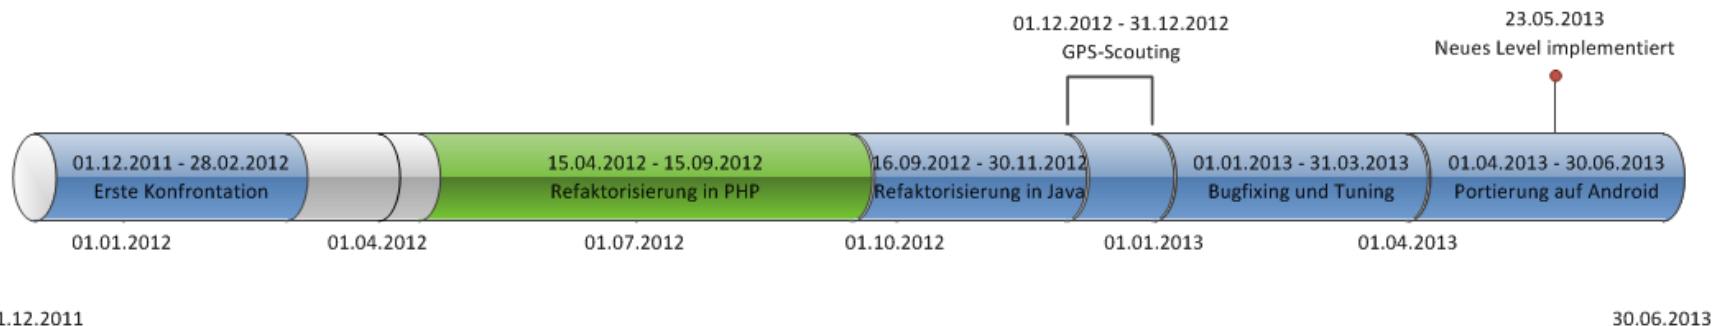 01.12.2012 - 31.12.2012
GPS-Scouting
23.05.2013
Neues Level implementiert
01.12.2011 - 28.02.2012
Erste Konfrontation
15.04.2012 - 15.09.2012
Refaktorisierung in PHP
16.09.2012 - 30.11.2012
Refaktorisierung in Java
01.01.2013 - 31.03.2013
Bugfixing und Tuning
01.04.2013 - 30.06.2013
Portierung auf Android
01.01.2012
01.04.2012
01.07.2012
01.10.2012
01.01.2013
01.04.2013
1.12.2011
30.06.2013